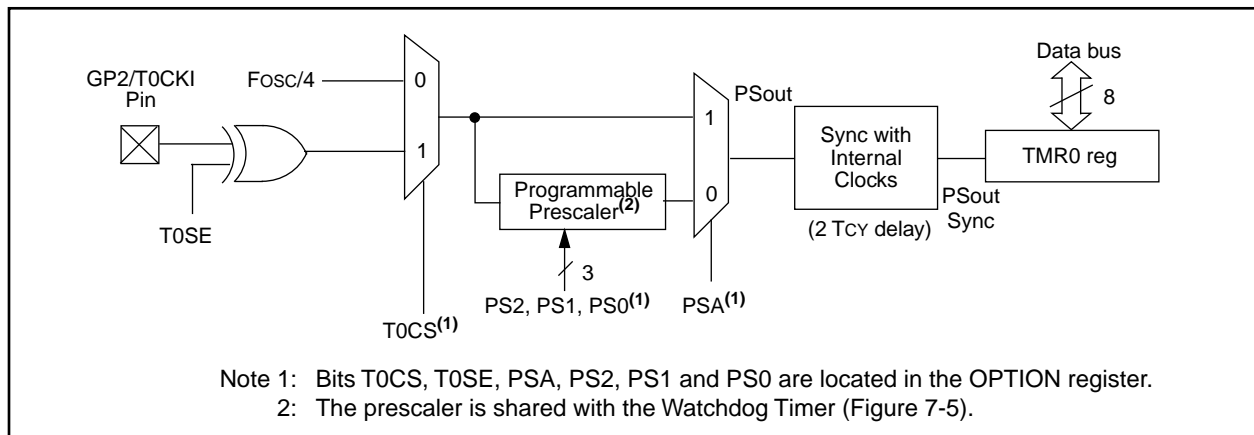 GP2/T0CKI
Pin
FOSC/4
0
1
T0SE
T0CS(1)
Programmable
Prescaler(2)
3
PS2, PS1, PS0(1)
1
0
PSA(1)
PSout
Sync with
Internal
Clocks
(2 TCY delay)
PSout
Sync
Data bus
8
TMR0 reg
Note 1: Bits T0CS, T0SE, PSA, PS2, PS1 and PS0 are located in the OPTION register.
2: The prescaler is shared with the Watchdog Timer (Figure 7-5).